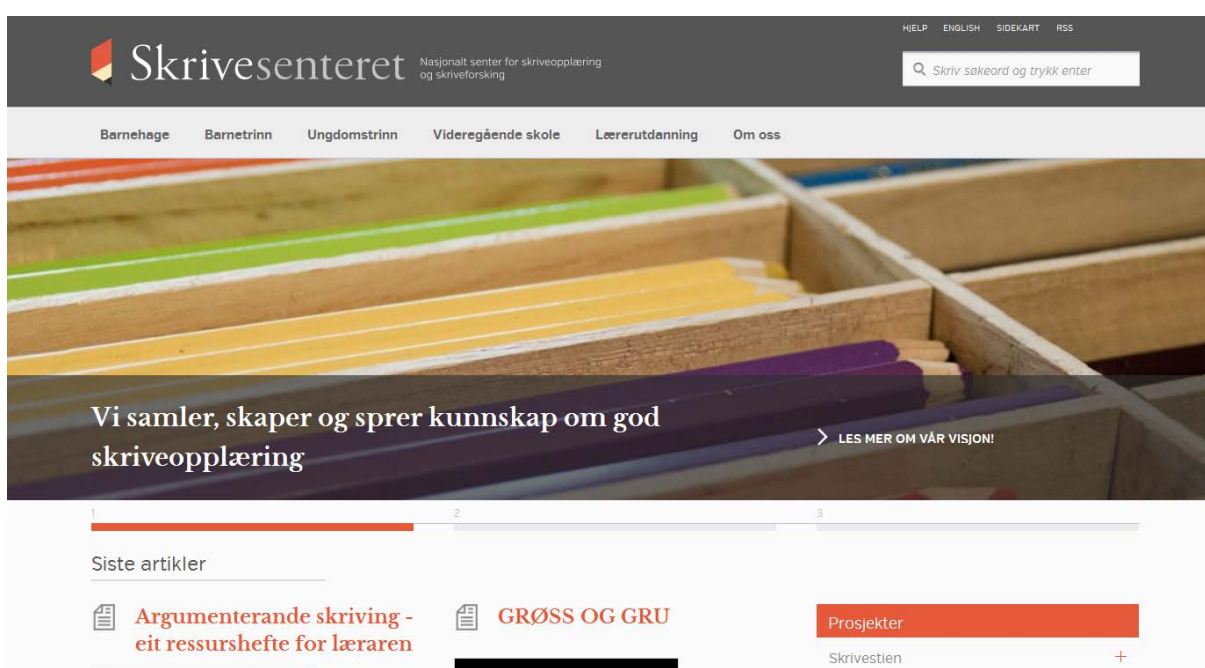 HJELP ENGLISH SIDEKART RSS
Skrivesenteret
Nasjonalt senter for skriveopplæring
og skriveforsking
Skriv søkeord og trykk enter
Barnehage Barnetrinn Ungdomstrinn Videregående skole Lærerutdanning Om oss
Vi samler, skaper og sprer kunnskap om god
skriveopplæring
LES MER OM VÅR VISJON!
1 2 3
Siste artikler
Argumenterande skriving -
eit ressurshefte for læraren
GRØSS OG GRU
Prosjekter
Skrivestien +